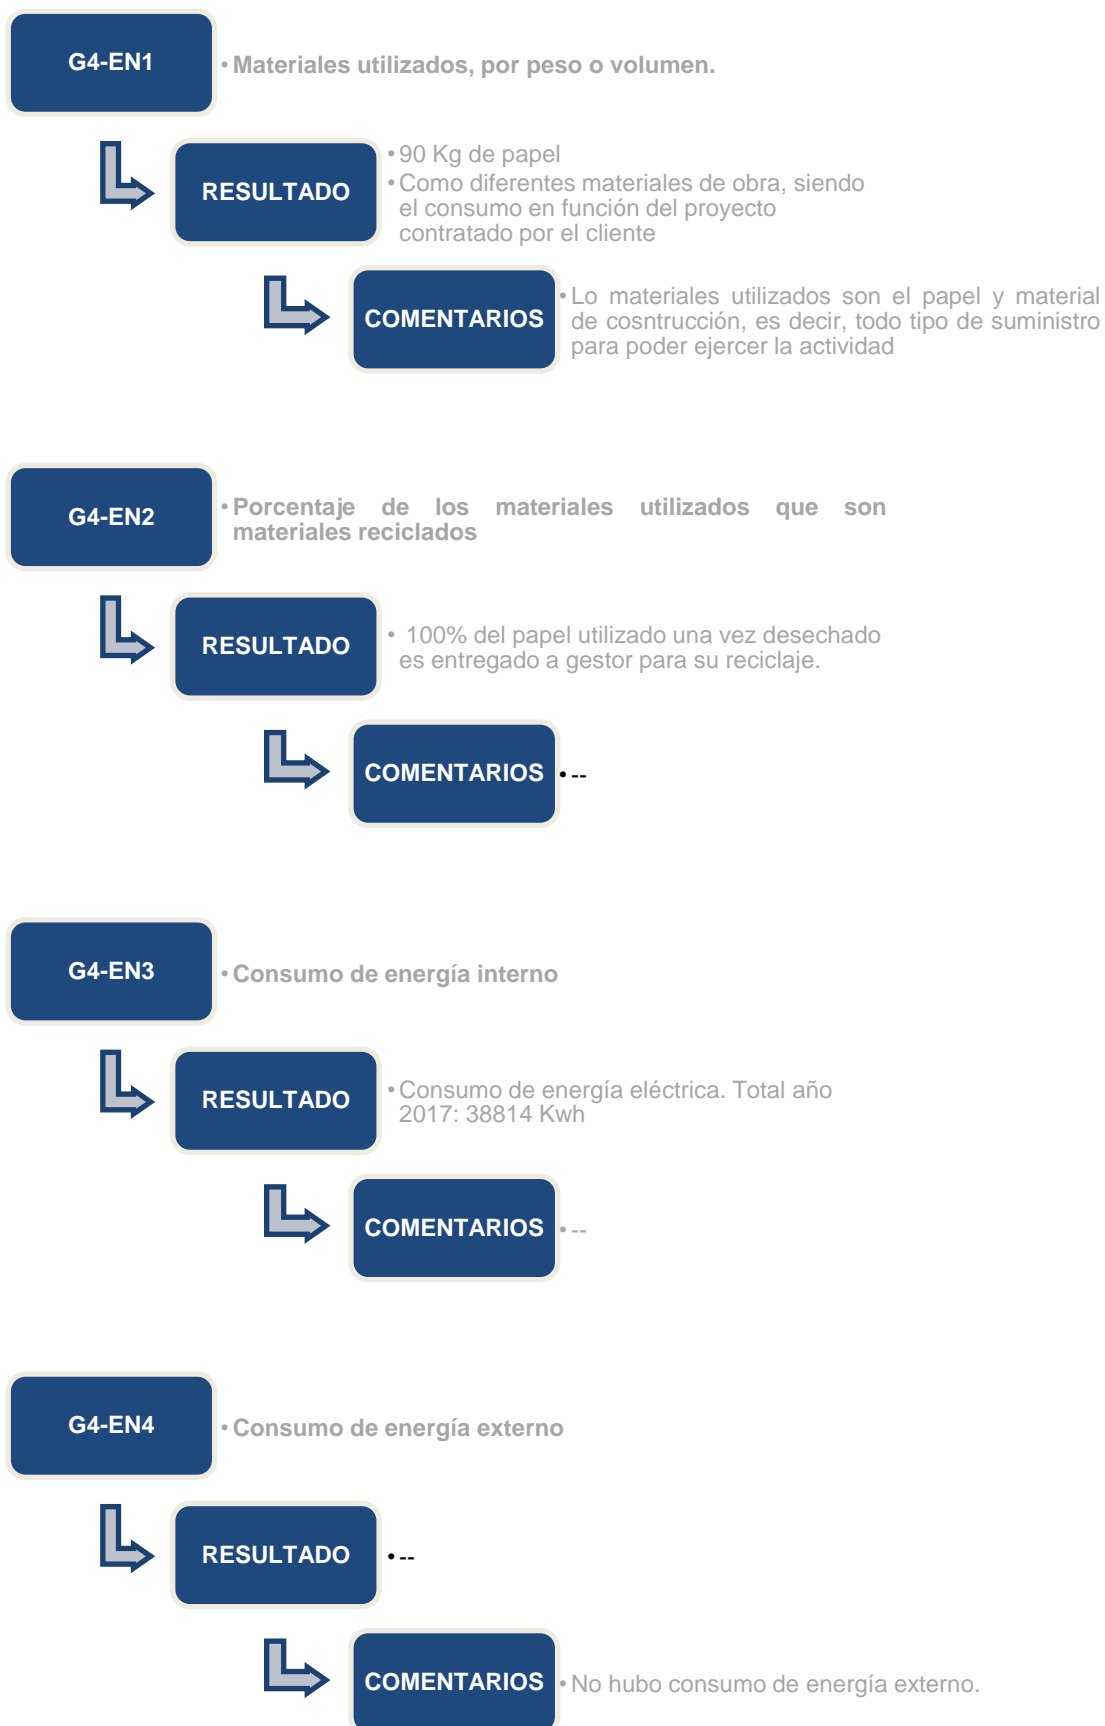 G4-EN1
• Materiales utilizados, por peso o volumen.
RESULTADO
• 90 Kg de papel
• Como diferentes materiales de obra, siendo
el consumo en función del proyecto
contratado por el cliente
COMENTARIOS
• Lo materiales utilizados son el papel y material
de cosntrucción, es decir, todo tipo de suministro
para poder ejercer la actividad
G4-EN2
• Porcentaje de los materiales utilizados que son
materiales reciclados
RESULTADO
• 100% del papel utilizado una vez desechado
es entregado a gestor para su reciclaje.
COMENTARIOS
• --
G4-EN3
• Consumo de energía interno
RESULTADO
• Consumo de energía eléctrica. Total año
2017: 38814 Kwh
COMENTARIOS
• --
G4-EN4
• Consumo de energía externo
RESULTADO
• --
COMENTARIOS
• No hubo consumo de energía externo.